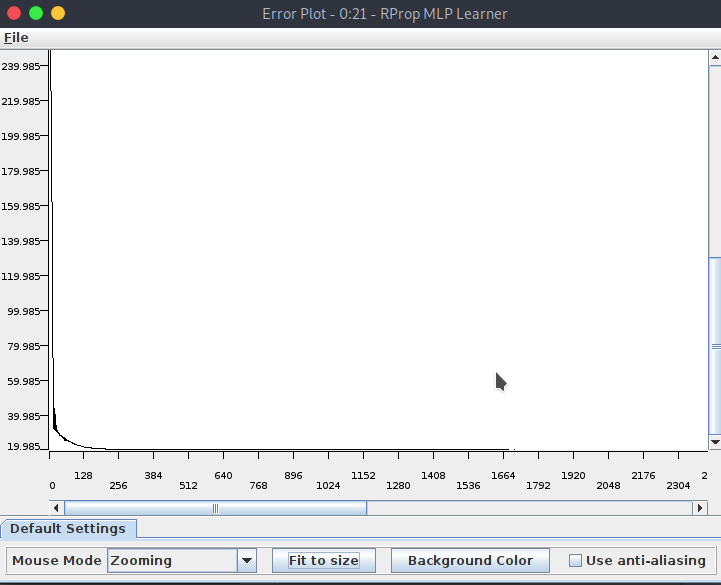 Error Plot - 0:21 - RProp MLP Learner
File
239.985
219.985
199.985
179.985
159.985
139.985
119.985
99.985
79.985
59.985
39.985
19.985
128 384 640 896 1152 1408 1664 1920 2176 2
0 256 512 768 1024 1280 1536 1792 2048 2304
Default Settings
Mouse Mode Zooming Fit to size Background Color Use anti-aliasing